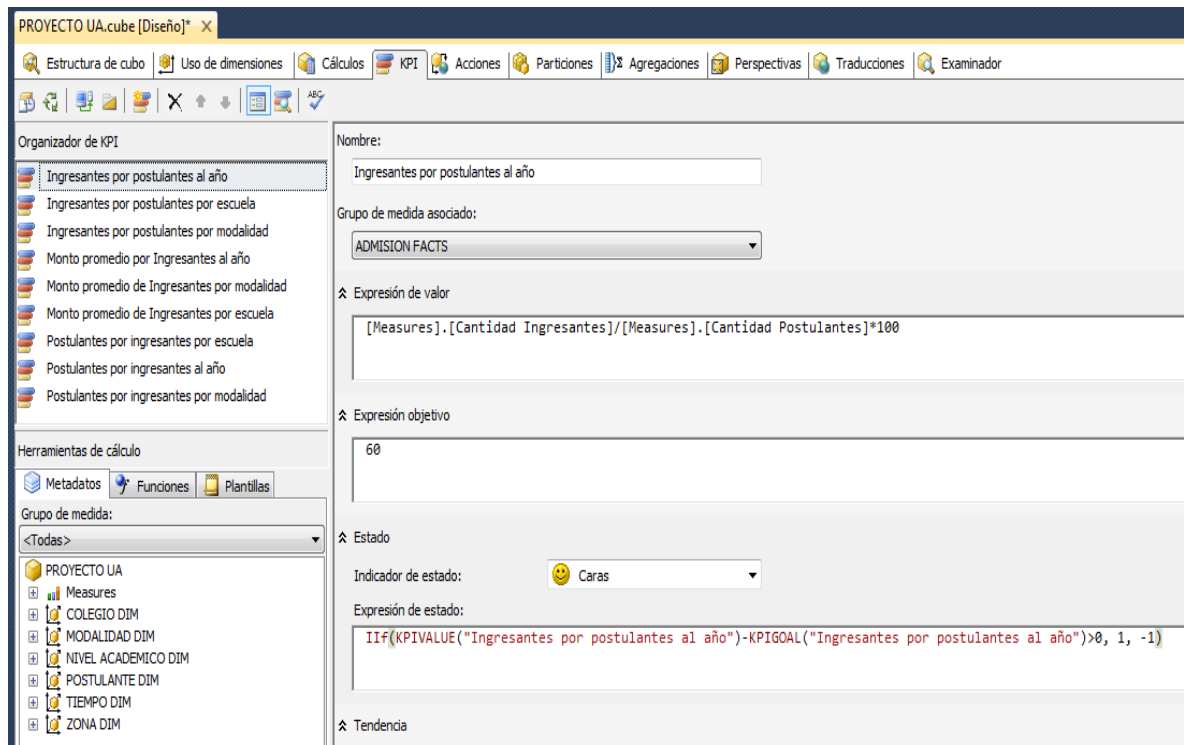 PROYECTO UA.cube [Diseño]* X
Estructura de cubo Uso de dimensiones Cálculos KPI Acciones Particiones Agregaciones Perspectivas Traducciones Examinador
ABC
Organizador de KPI
Ingresantes por postulantes al año
Ingresantes por postulantes por escuela
Ingresantes por postulantes por modalidad
Monto promedio por Ingresantes al año
Monto promedio de Ingresantes por modalidad
Monto promedio de Ingresantes por escuela
Postulantes por ingresantes por escuela
Postulantes por ingresantes al año
Postulantes por ingresantes por modalidad
Herramientas de cálculo
Metadatos Funciones Plantillas
Grupo de medida:
<Todas>
PROYECTO UA
Measures
COLEGIO DIM
MODALIDAD DIM
NIVEL ACADEMICO DIM
POSTULANTE DIM
TIEMPO DIM
ZONA DIM
Nombre:
Ingresantes por postulantes al año
Grupo de medida asociado:
ADMISION FACTS
Expresión de valor
[Measures].[Cantidad Ingresantes]/[Measures].[Cantidad Postulantes]*100
Expresión objetivo
60
Estado
Indicador de estado: Caras
Expresión de estado:
IIf(KPIVALUE("Ingresantes por postulantes al año")-KPIGOAL("Ingresantes por postulantes al año")>0, 1, -1)
Tendencia